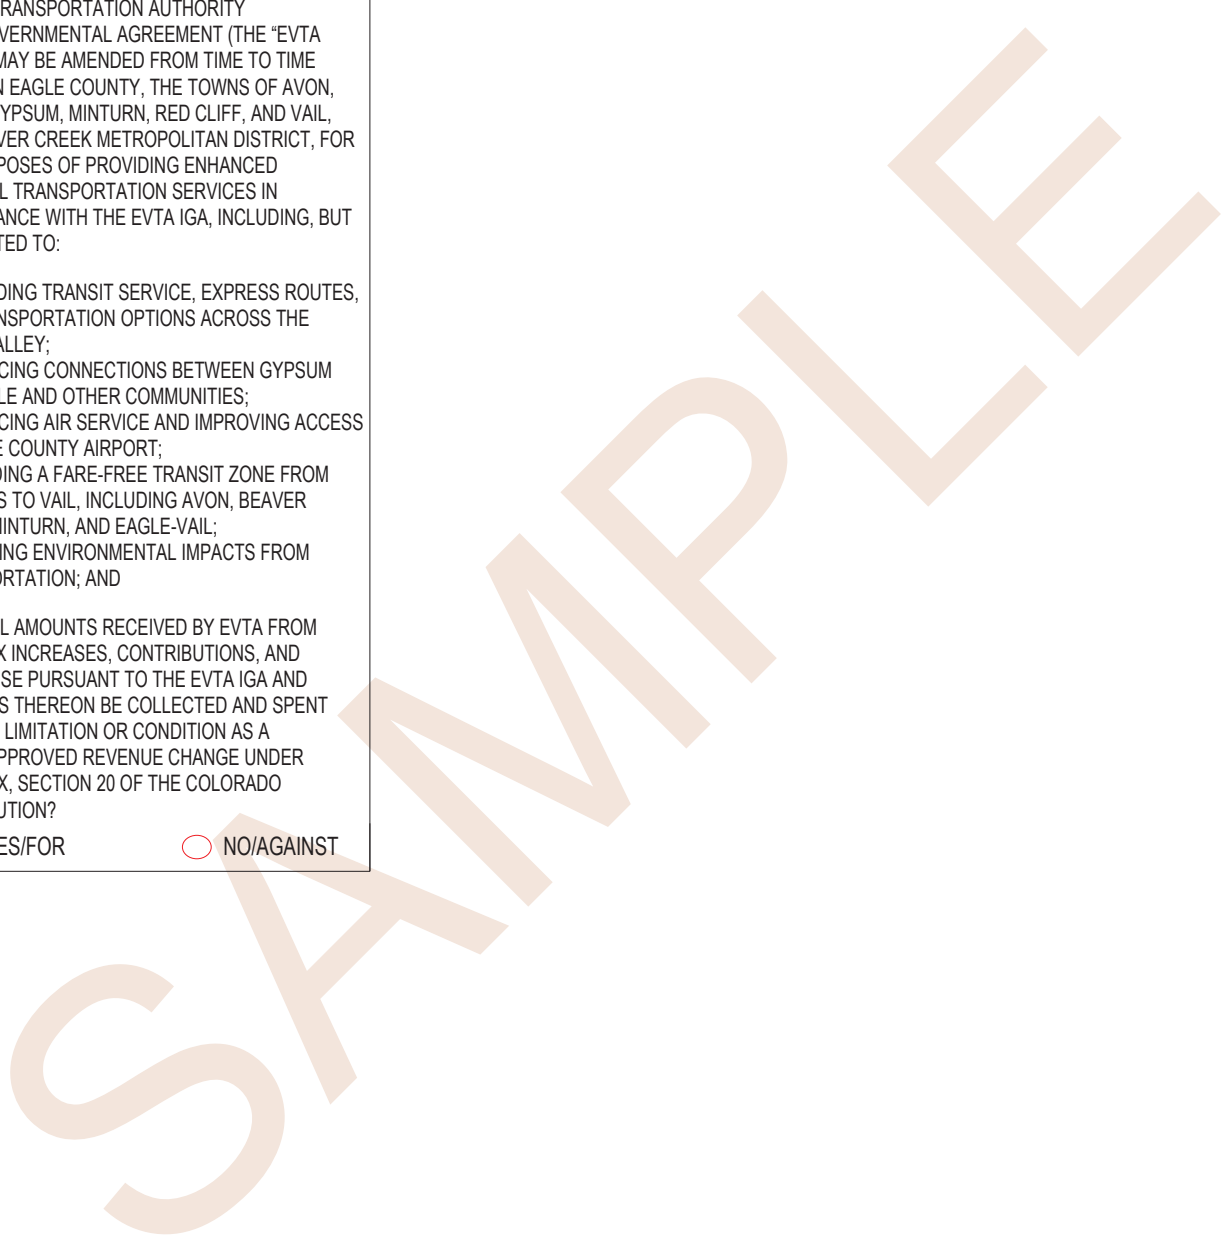 RANSPORTATION AUTHORITY
VERNMENTAL AGREEMENT (THE “EVTA
MAY BE AMENDED FROM TIME TO TIME
N EAGLE COUNTY, THE TOWNS OF AVON,
YPSUM, MINTURN, RED CLIFF, AND VAIL,
VER CREEK METROPOLITAN DISTRICT, FOR
POSES OF PROVIDING ENHANCED
L TRANSPORTATION SERVICES IN
ANCE WITH THE EVTA IGA, INCLUDING, BUT
TED TO:
DING TRANSIT SERVICE, EXPRESS ROUTES,
NSPORTATION OPTIONS ACROSS THE
ALLEY;
CING CONNECTIONS BETWEEN GYPSUM
LE AND OTHER COMMUNITIES;
CING AIR SERVICE AND IMPROVING ACCESS
E COUNTY AIRPORT;
DING A FARE-FREE TRANSIT ZONE FROM
S TO VAIL, INCLUDING AVON, BEAVER
MINTURN, AND EAGLE-VAIL;
ING ENVIRONMENTAL IMPACTS FROM
ORTATION; AND
L AMOUNTS RECEIVED BY EVTA FROM
X INCREASES, CONTRIBUTIONS, AND
SE PURSUANT TO THE EVTA IGA AND
S THEREON BE COLLECTED AND SPENT
LIMITATION OR CONDITION AS A
PPROVED REVENUE CHANGE UNDER
X, SECTION 20 OF THE COLORADO
UTION?
ES/FOR NO/AGAINST
SAMPLE